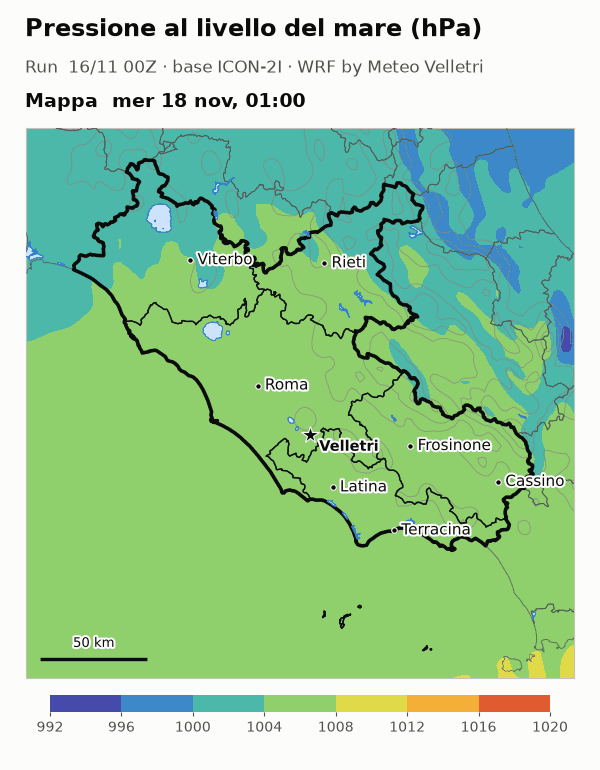 Pressione al livello del mare (hPa)
Run  16/11 00Z · base ICON-2I · WRF by Meteo Velletri
Mappa  mer 18 nov, 01:00
Viterbo
Rieti
Roma
Velletri
Frosinone
Latina
Cassino
Terracina
50 km
992 996 1000 1004 1008 1012 1016 1020